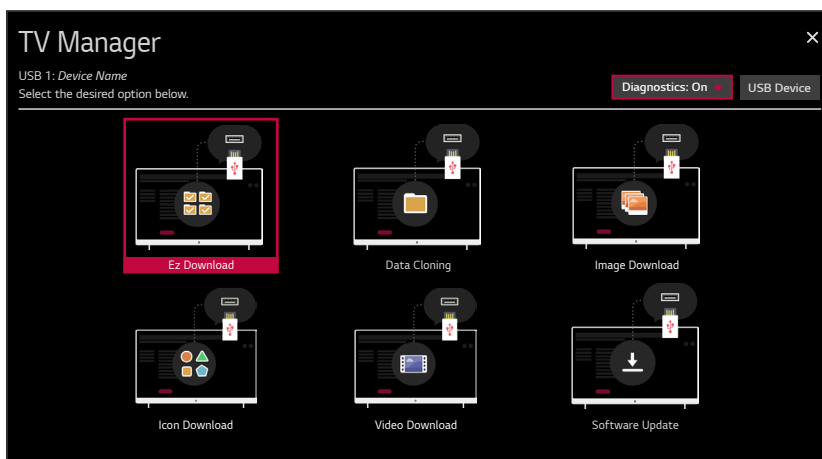 TV Manager
USB 1: Device Name
Select the desired option below.
Diagnostics: On
USB Device
Ez Download
Data Cloning
Image Download
Icon Download
Video Download
Software Update